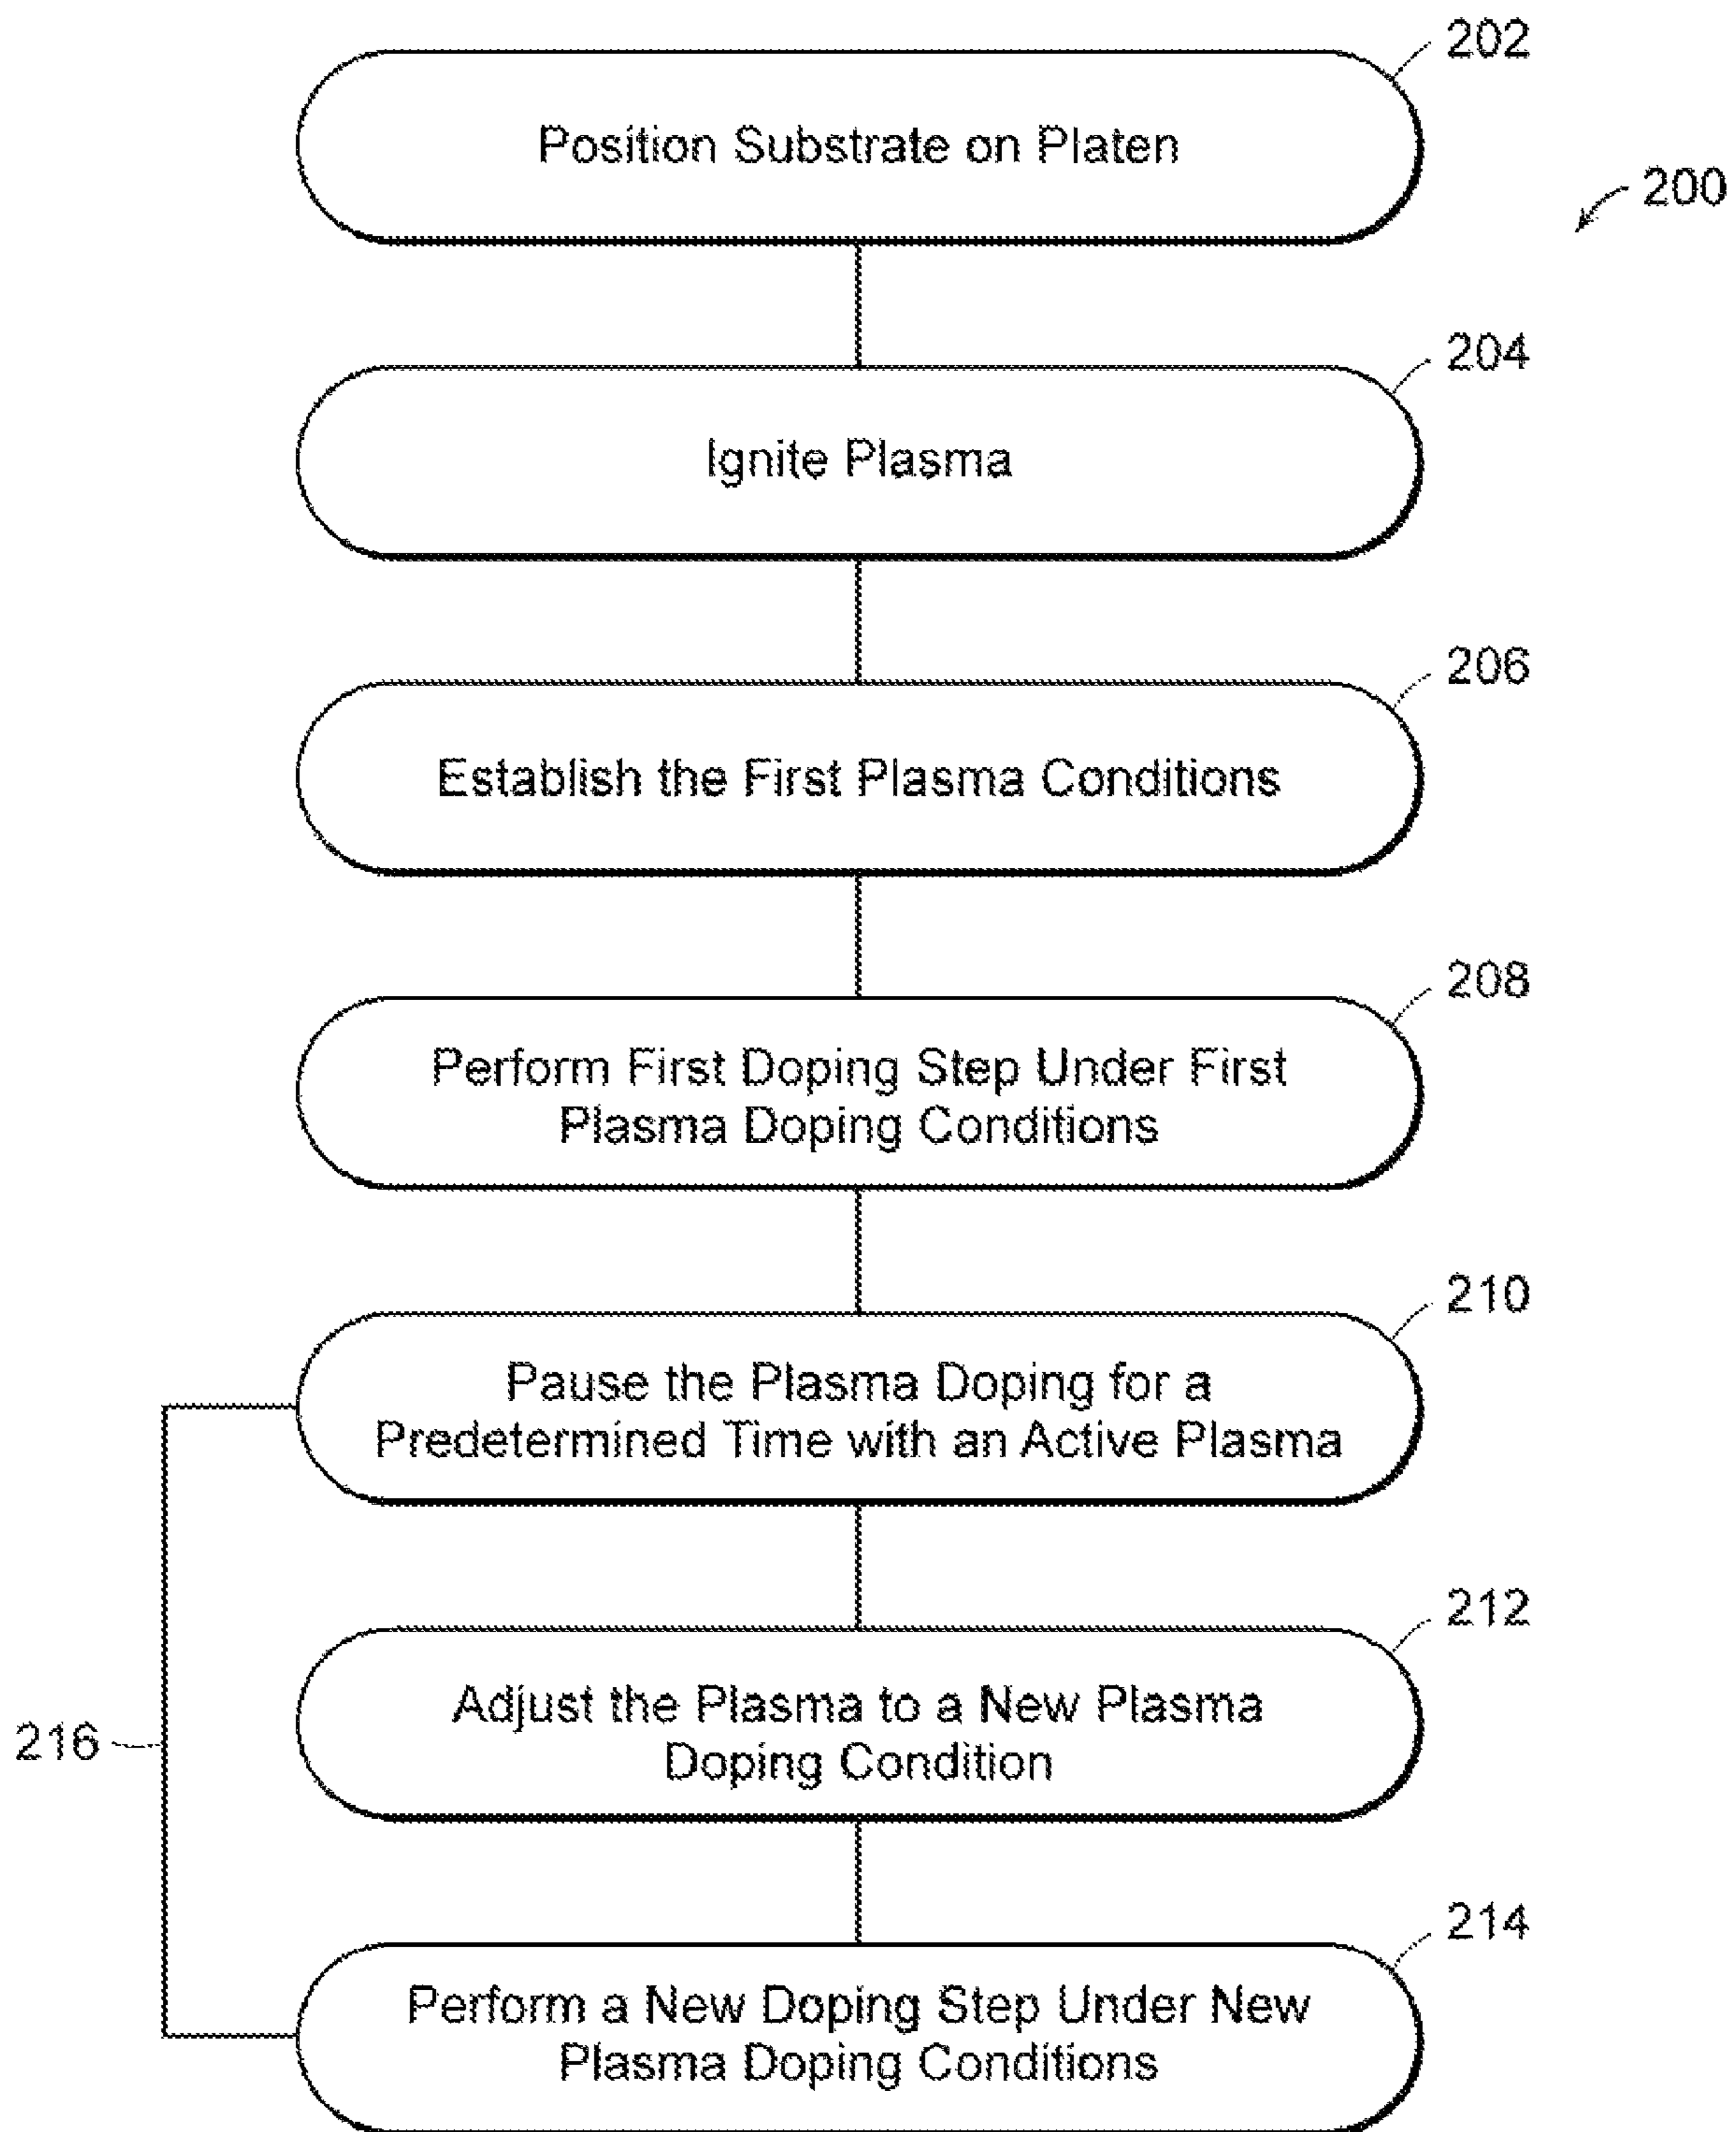 202
Position Substrate on Platen
200
204
Ignite Plasma
206
Establish the First Plasma Conditions
208
Perform First Doping Step Under First
Plasma Doping Conditions
210
Pause the Plasma Doping for a
Predetermined Time with an Active Plasma
212
Adjust the Plasma to a New Plasma
Doping Condition
216
214
Perform a New Doping Step Under New
Plasma Doping Conditions